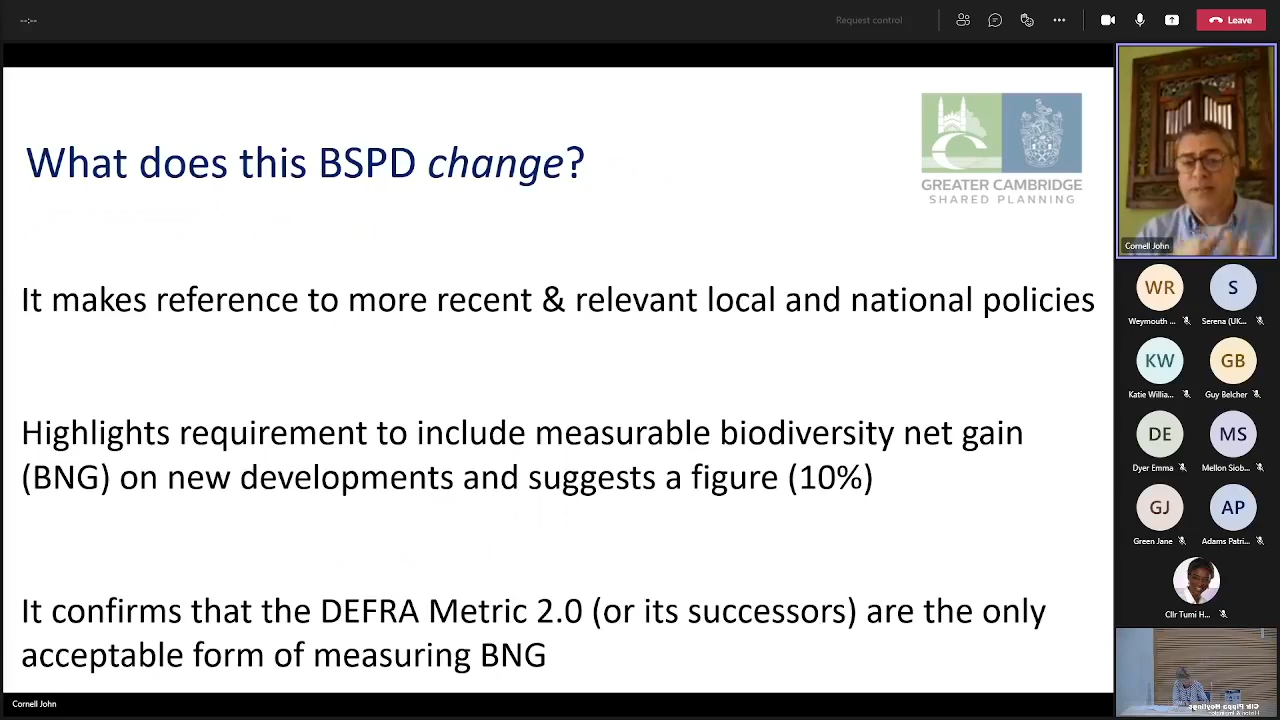 --:--
Request control
Leave
What does this BSPD change?
GREATER CAMBRIDGE
SHARED PLANNING
It makes reference to more recent & relevant local and national policies
Highlights requirement to include measurable biodiversity net gain
(BNG) on new developments and suggests a figure (10%)
It confirms that the DEFRA Metric 2.0 (or its successors) are the only
acceptable form of measuring BNG
Cornell John
Cornell John
WR
S
Weymouth ...
Serena (UK...
KW
GB
Katie Willia...
Guy Belcher
DE
MS
Dyer Emma
Mellon Siob...
GJ
AP
Green Jane
Adams Patri...
Cllr Tumi H...
Cllr Pippa Heylings